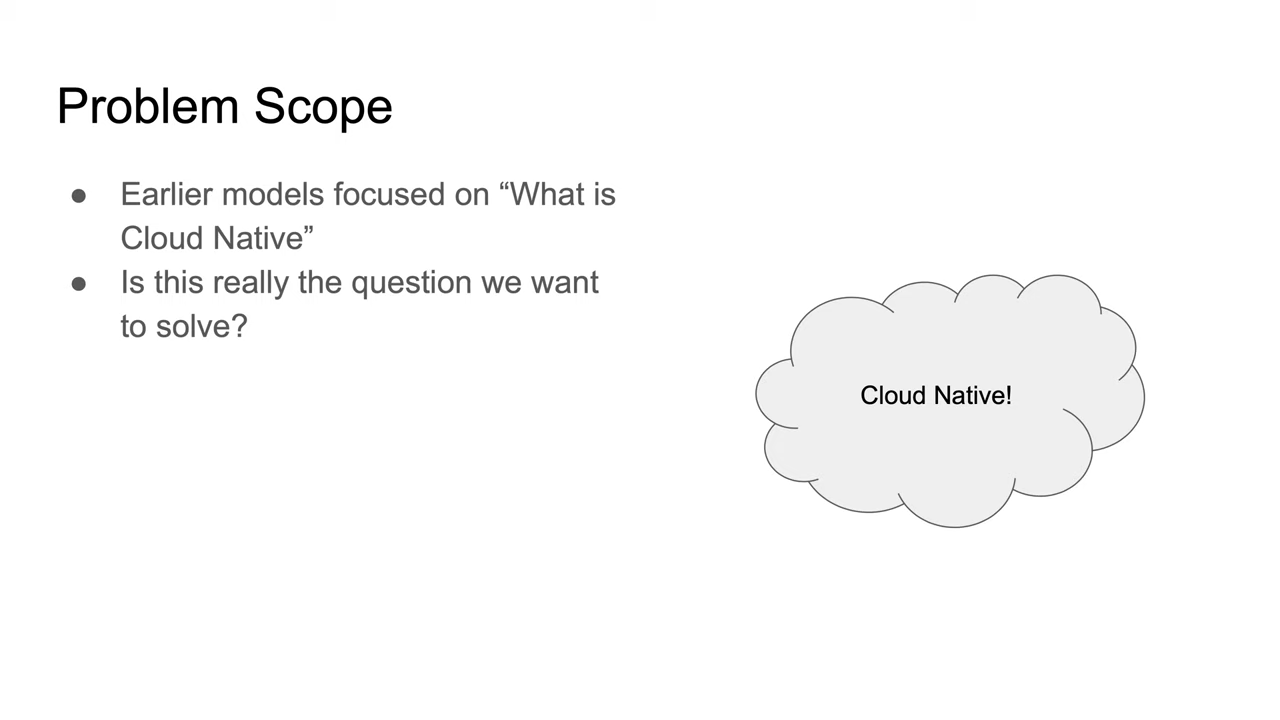 Problem Scope
● Earlier models focused on “What is
Cloud Native”
● Is this really the question we want
to solve?
Cloud Native!